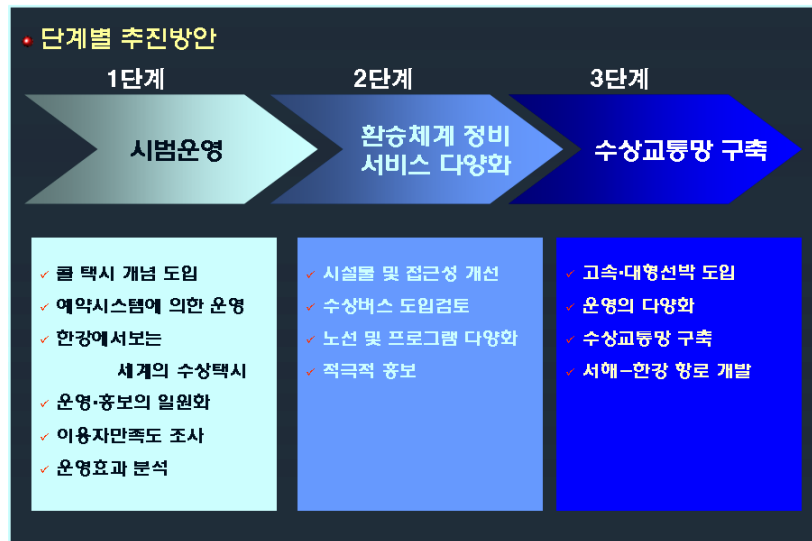 단계별 추진방안
1단계
2단계
3단계
시범운영
환승체계 정비
서비스 다양화
수상교통망 구축
콜 택시 개념 도입
예약시스템에 의한 운영
한강에서보는
세계의 수상택시
운영·홍보의 일원화
이용자만족도 조사
운영효과 분석
시설물 및 접근성 개선
수상버스 도입검토
노선 및 프로그램 다양화
적극적 홍보
고속·대형선박 도입
운영의 다양화
수상교통망 구축
서해-한강 항로 개발